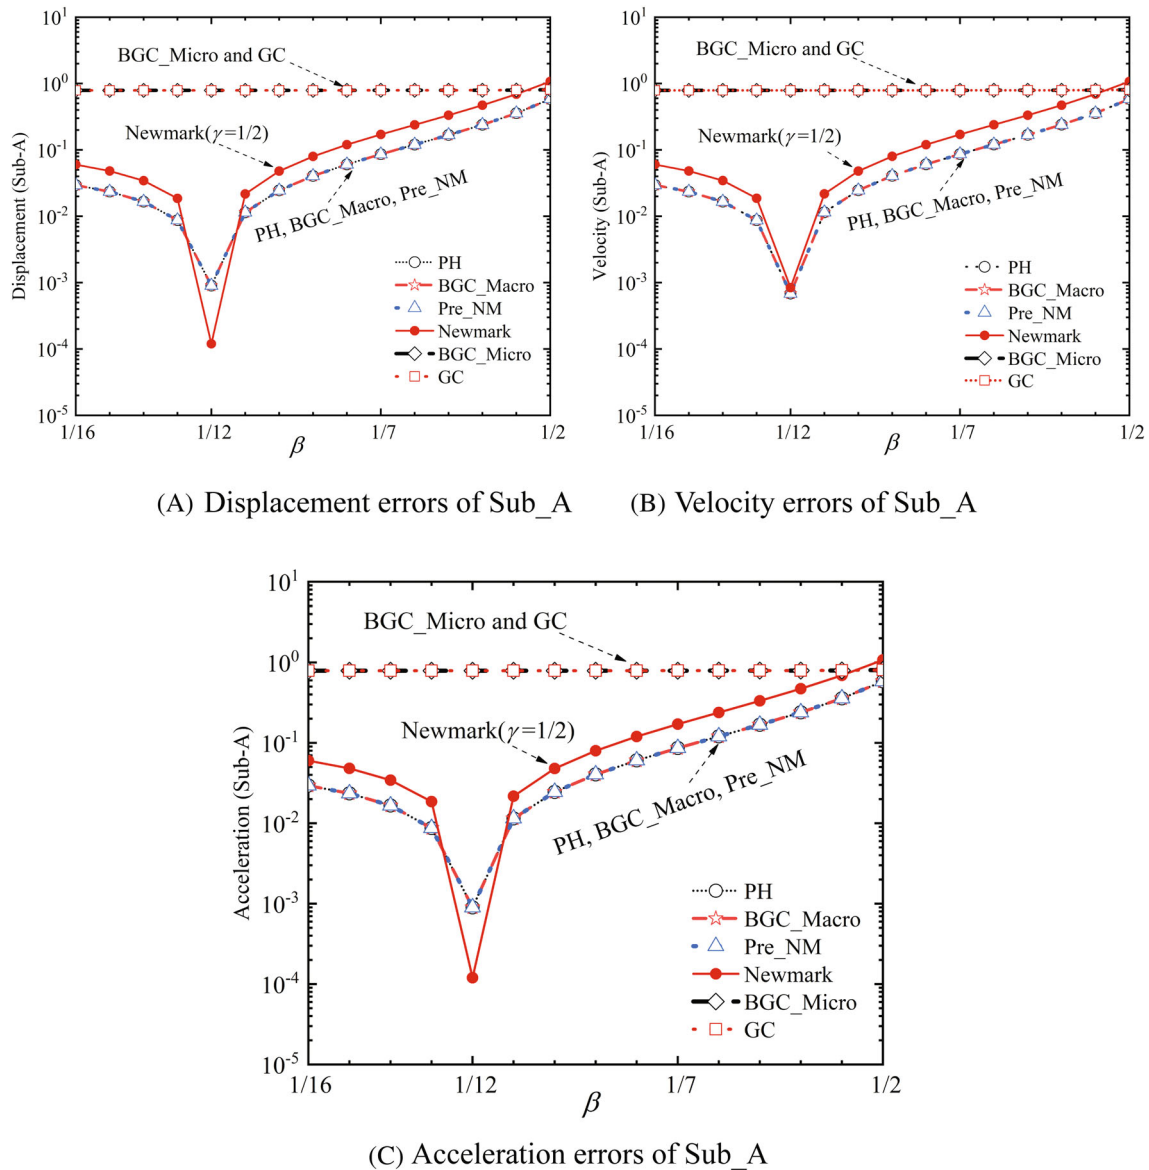 10^1
10^0
10^-1
10^-2
10^-3
10^-4
10^-5
Displacement (Sub-A)
BGC_Micro and GC
Newmark(γ=1/2)
PH, BGC_Macro, Pre_NM
PH
BGC_Macro
Pre_NM
Newmark
BGC_Micro
GC
1/16 1/12 1/7 1/2
β
(A) Displacement errors of Sub_A
10^1
10^0
10^-1
10^-2
10^-3
10^-4
10^-5
Velocity (Sub-A)
BGC_Micro and GC
Newmark(γ=1/2)
PH, BGC_Macro, Pre_NM
PH
BGC_Macro
Pre_NM
Newmark
BGC_Micro
GC
1/16 1/12 1/7 1/2
β
(B) Velocity errors of Sub_A
10^1
10^0
10^-1
10^-2
10^-3
10^-4
10^-5
Acceleration (Sub-A)
BGC_Micro and GC
Newmark(γ=1/2)
PH, BGC_Macro, Pre_NM
PH
BGC_Macro
Pre_NM
Newmark
BGC_Micro
GC
1/16 1/12 1/7 1/2
β
(C) Acceleration errors of Sub_A